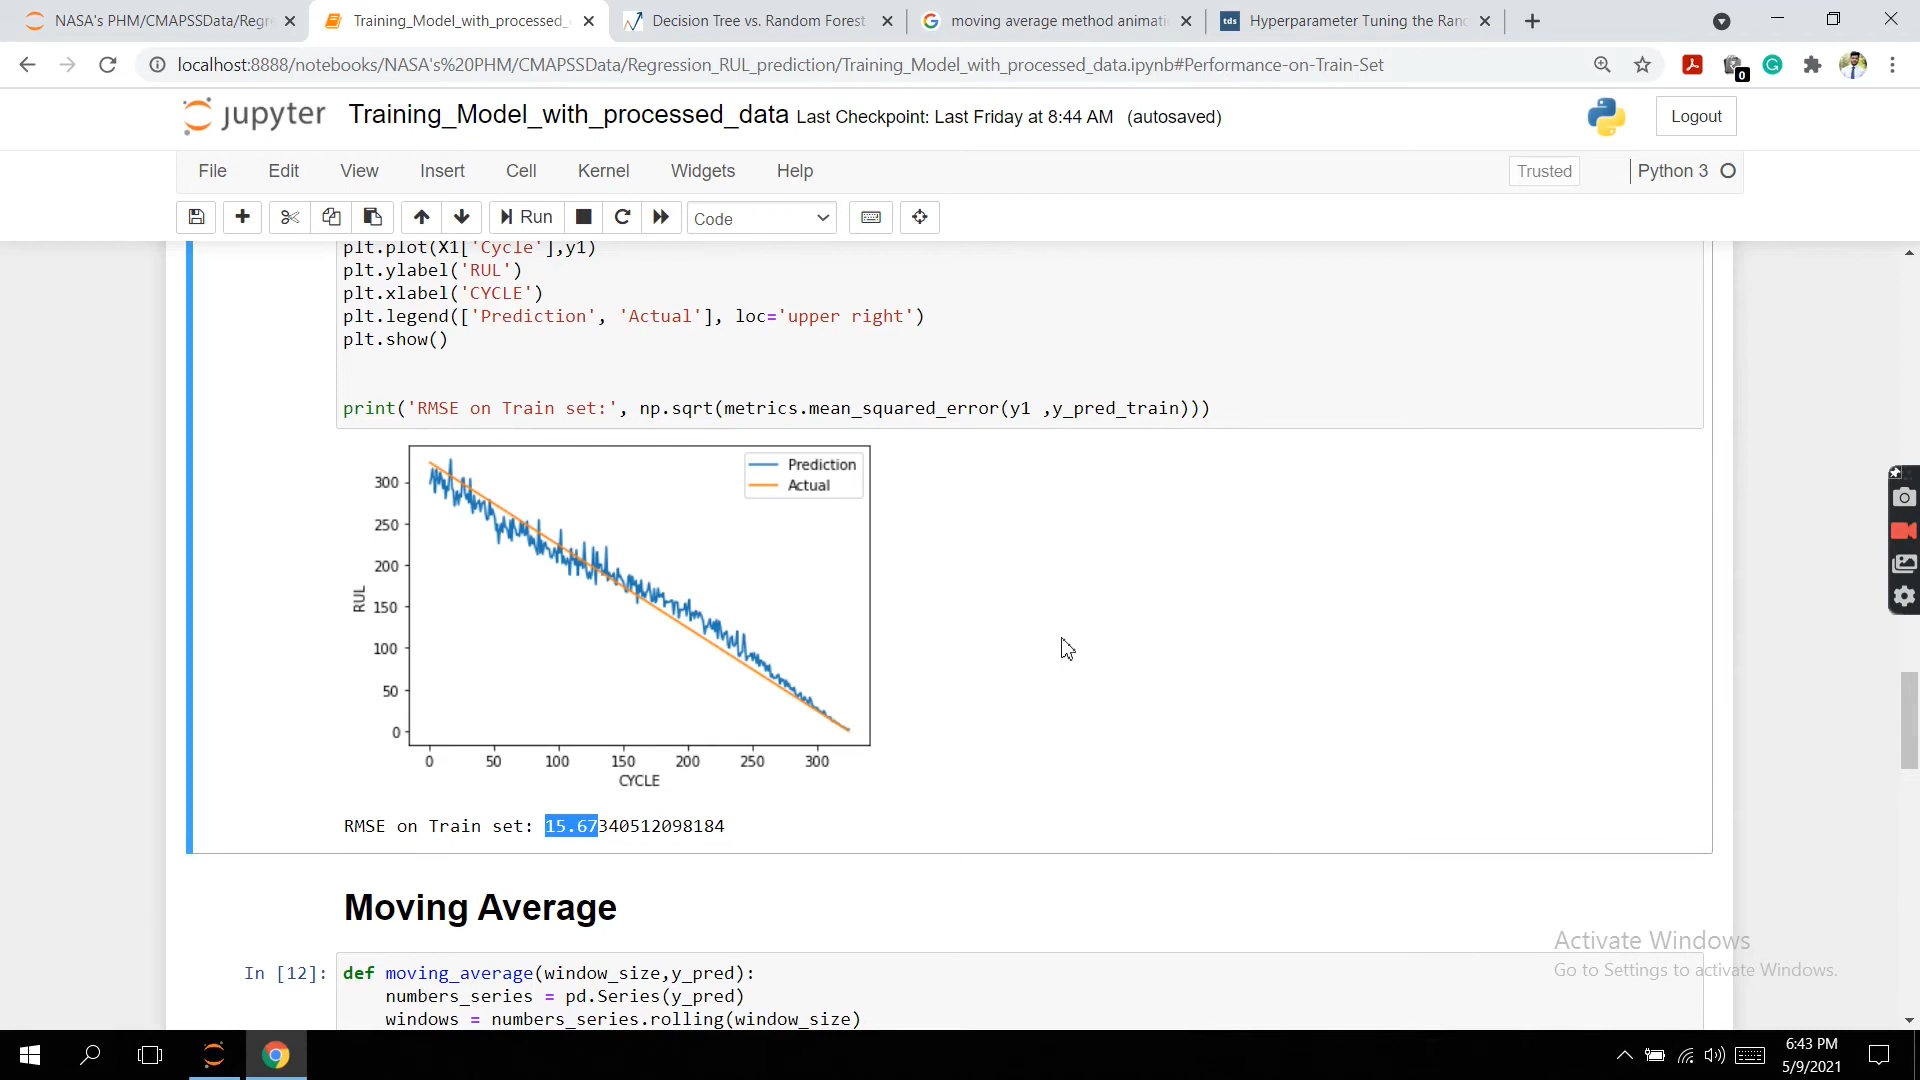 NASA's PHM/CMAPSSData/Regre
Training_Model_with_processed_
Decision Tree vs. Random Forest
moving average method animati
tds
Hyperparameter Tuning the Ran
localhost:8888/notebooks/NASA's%20PHM/CMAPSSData/Regression_RUL_prediction/Training_Model_with_processed_data.ipynb#Performance-on-Train-Set
0
jupyter
Training_Model_with_processed_data Last Checkpoint: Last Friday at 8:44 AM (autosaved)
Logout
File Edit View Insert Cell Kernel Widgets Help
Trusted
Python 3
Run
Code
plt.plot(X1['Cycle'],y1)
plt.ylabel('RUL')
plt.xlabel('CYCLE')
plt.legend(['Prediction', 'Actual'], loc='upper right')
plt.show()
print('RMSE on Train set:', np.sqrt(metrics.mean_squared_error(y1 ,y_pred_train)))
Prediction
Actual
300
250
200
150
100
50
0
RUL
0 50 100 150 200 250 300
CYCLE
RMSE on Train set: 15.67340512098184
Moving Average
In [12]:
def moving_average(window_size,y_pred):
numbers_series = pd.Series(y_pred)
windows = numbers_series.rolling(window_size)
Activate Windows
Go to Settings to activate Windows.
6:43 PM
5/9/2021